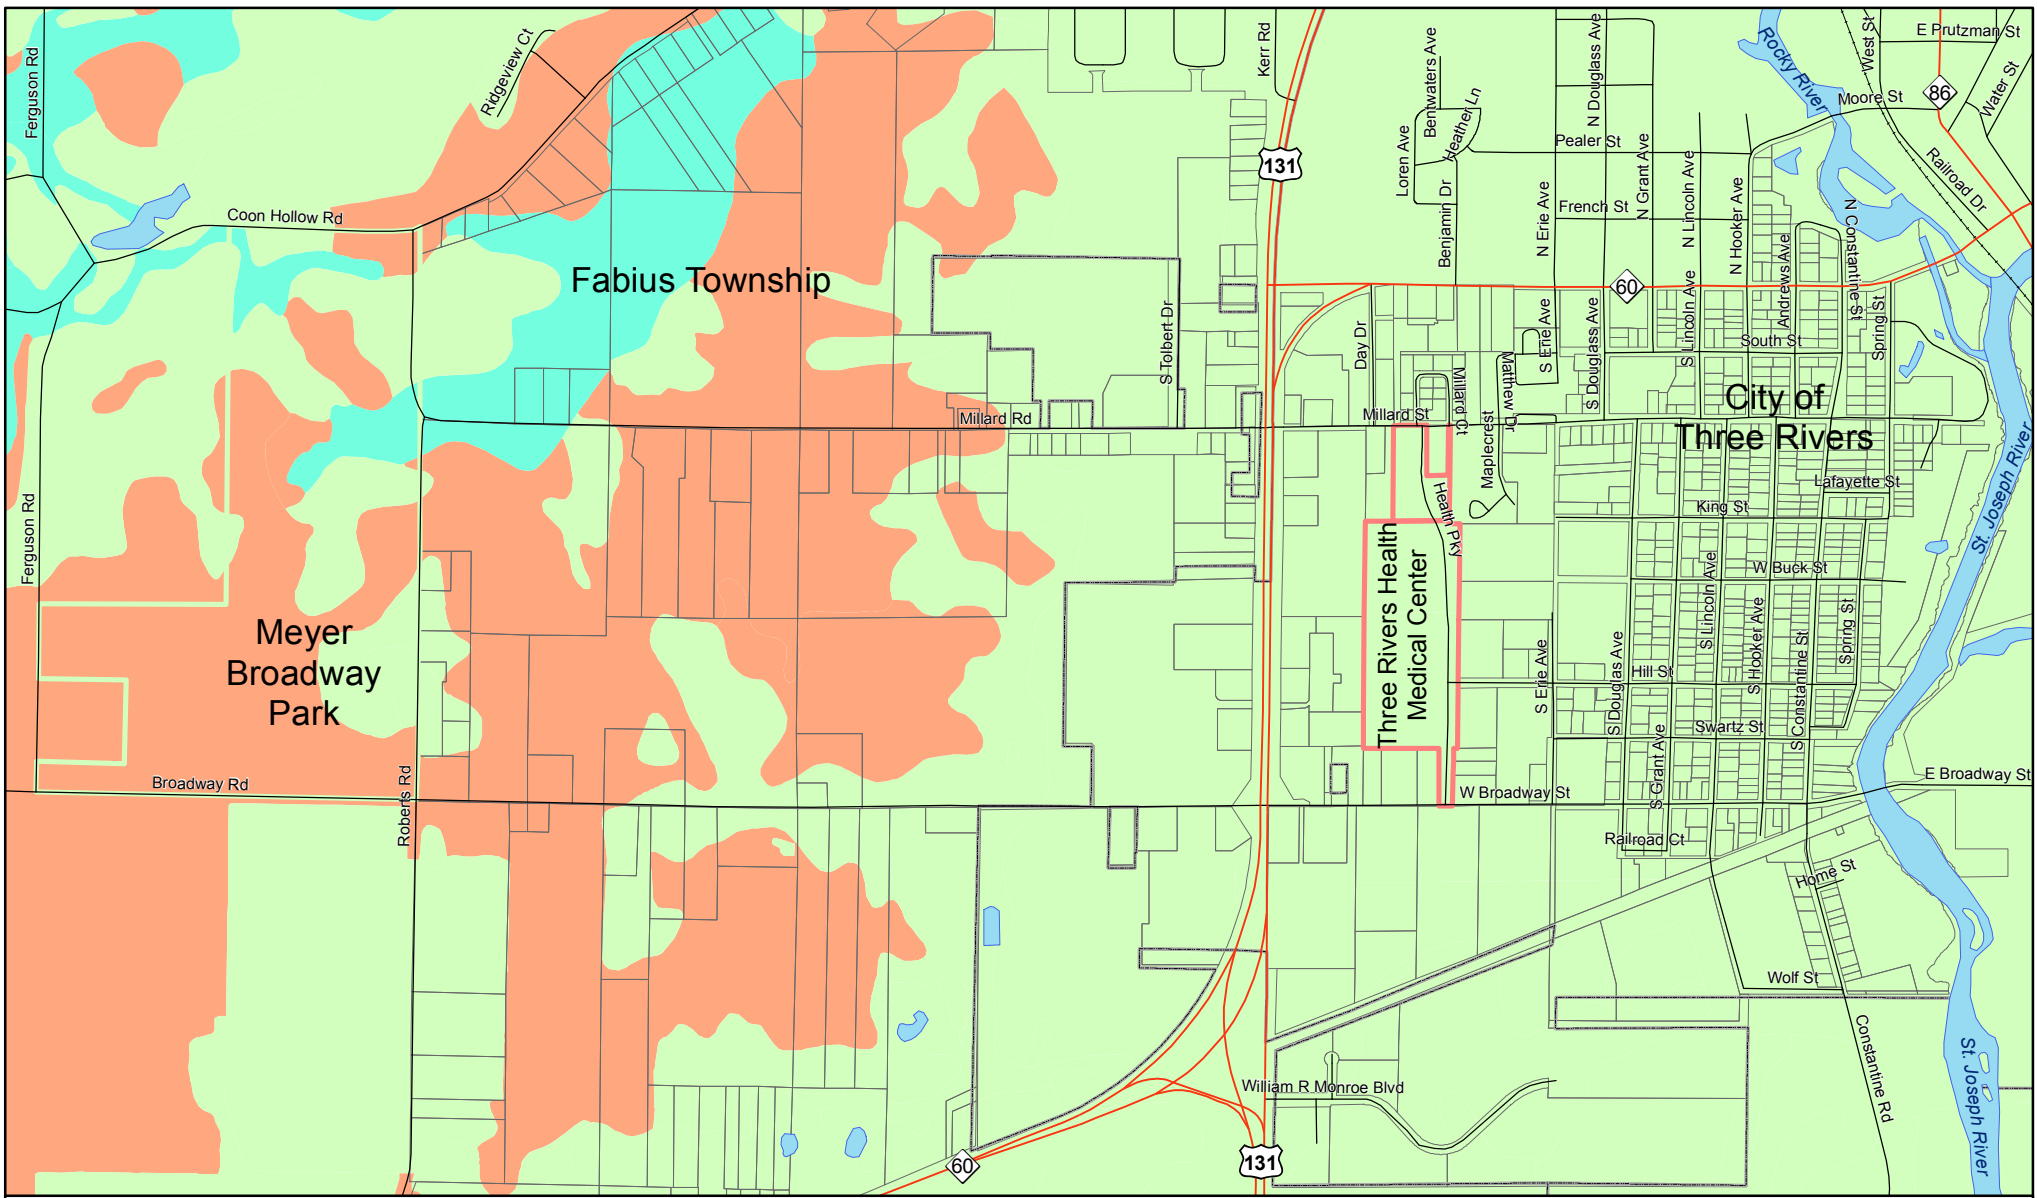 Ferguson Rd
Ridgeview Ct
Kerr Rd
Bentwaters Ave
N Douglass Ave
Rocky River
West St
E Prutzman St
86
Water St
Moore St
Heather Ln
Loren Ave
131
Pealer St
N Grant Ave
N Lincoln Ave
Railroad Dr
Coon Hollow Rd
Benjamin Dr
N Erie Ave
French St
N Hooker Ave
Andrews Ave
N Constantine St
Fabius Township
S Tolbert Dr
60
Day Dr
S Erie Ave
S Douglass Ave
S Lincoln Ave
South St
Spring St
Millard Rd
Millard St
Millard Ct
Matthew Dr
Maplecrest
City of
Three Rivers
Ferguson Rd
Health Pky
Lafayette St
King St
St. Joseph River
Three Rivers Health
Medical Center
W Buck St
Meyer
Broadway
Park
S Erie Ave
S Douglas Ave
S Lincoln Ave
S Hooker Ave
S Constantine St
Spring St
Hill St
Swartz St
S Grant Ave
Broadway Rd
Roberts Rd
W Broadway St
E Broadway St
Railroad Ct
Home St
Wolf St
Constantine Rd
St. Joseph River
William R Monroe Blvd
60
131